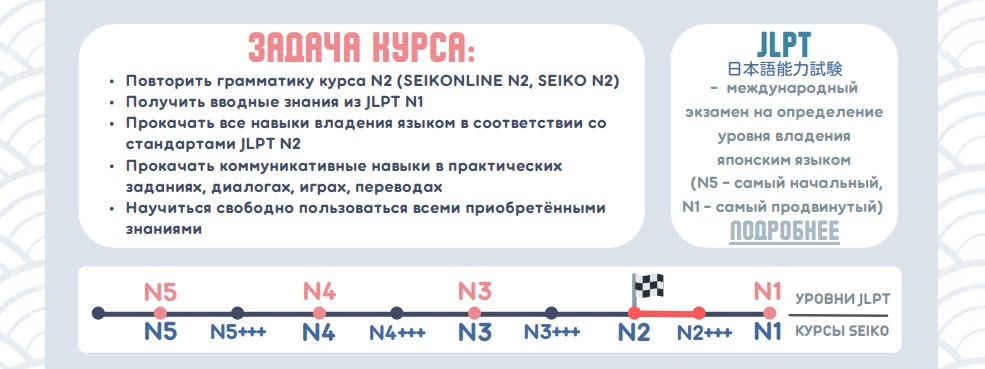 ЗАДАЧА КУРСА:
• Повторить грамматику курса N2 (SEIKONLINE N2, SEIKO N2)
• Получить вводные знания из JLPT N1
• Прокачать все навыки владения языком в соответствии со
стандартами JLPT N2
• Прокачать коммуникативные навыки в практических
заданиях, диалогах, играх, переводах
• Научиться свободно пользоваться всеми приобретёнными
знаниями
JLPT
日本語能力試験
– международный
экзамен на определение
уровня владения
японским языком
(N5 – самый начальный,
N1 – самый продвинутый)
ПОДРОБНЕЕ
N5 N4 N3 N1 УРОВНИ JLPT
N5 N5+++ N4 N4+++ N3 N3+++ N2 N2+++ N1 КУРСЫ SEIKO